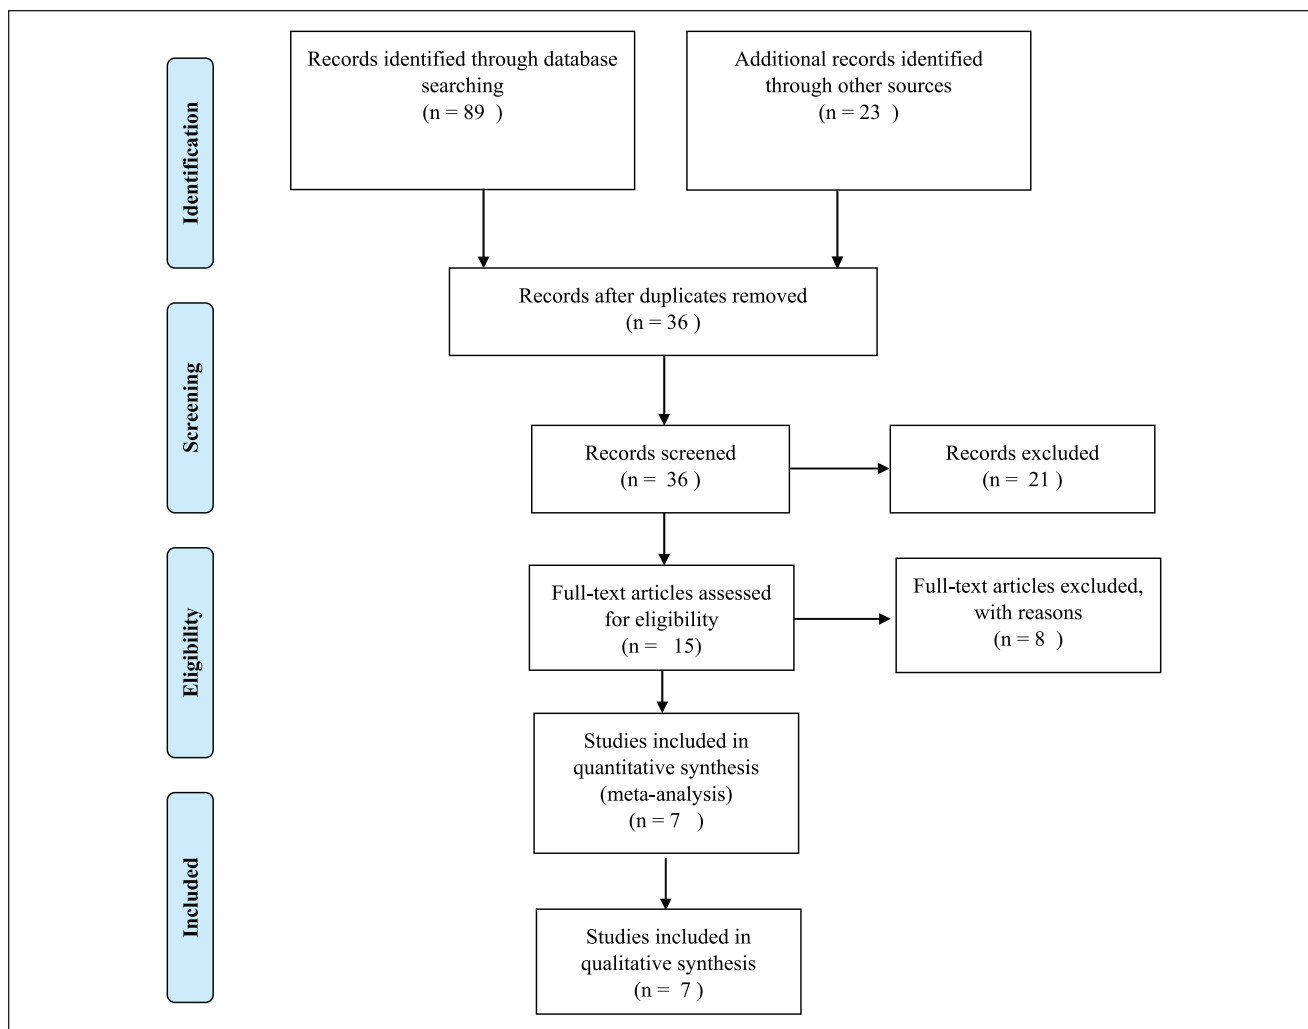 Identification
Records identified through database
searching
(n = 89 )
Additional records identified
through other sources
(n = 23 )
Records after duplicates removed
(n = 36 )
Screening
Records screened
(n = 36 )
Records excluded
(n = 21 )
Eligibility
Full-text articles assessed
for eligibility
(n = 15)
Full-text articles excluded,
with reasons
(n = 8 )
Studies included in
quantitative synthesis
(meta-analysis)
(n = 7 )
Included
Studies included in
qualitative synthesis
(n = 7 )